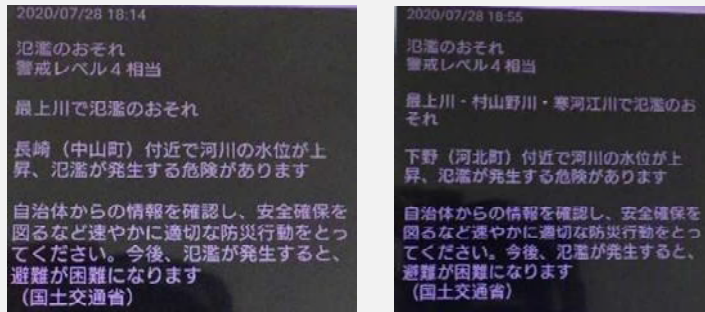 2020/07/28 18:14
氾濫のおそれ
警戒レベル4相当
最上川で氾濫のおそれ
長崎（中山町）付近で河川の水位が上
昇、氾濫が発生する危険があります
自治体からの情報を確認し、安全確保を
図るなど速やかに適切な防災行動をとっ
てください。今後、氾濫が発生すると、
避難が困難になります
（国土交通省）
2020/07/28 18:55
氾濫のおそれ
警戒レベル4相当
最上川・村山野川・寒河江川で氾濫のお
それ
下野（河北町）付近で河川の水位が上
昇、氾濫が発生する危険があります
自治体からの情報を確認し、安全確保を
図るなど速やかに適切な防災行動をとっ
てください。今後、氾濫が発生すると、
避難が困難になります
（国土交通省）